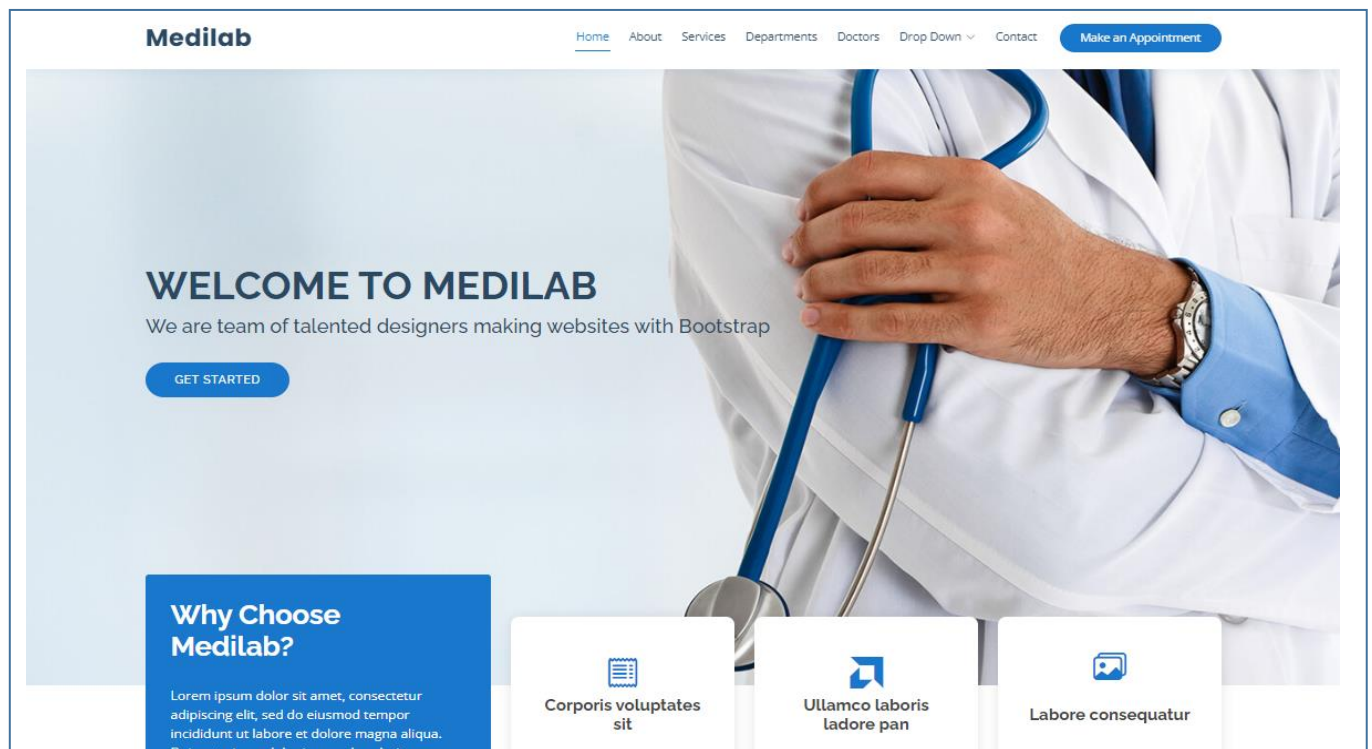 Medilab
Home About Services Departments Doctors Drop Down Contact Make an Appointment
WELCOME TO MEDILAB
We are team of talented designers making websites with Bootstrap
GET STARTED
Why Choose
Medilab?
Lorem ipsum dolor sit amet, consectetur
adipiscing elit, sed do eiusmod tempor
incididunt ut labore et dolore magna aliqua.
Corporis voluptates
sit
Ullamco laboris
ladore pan
Labore consequatur